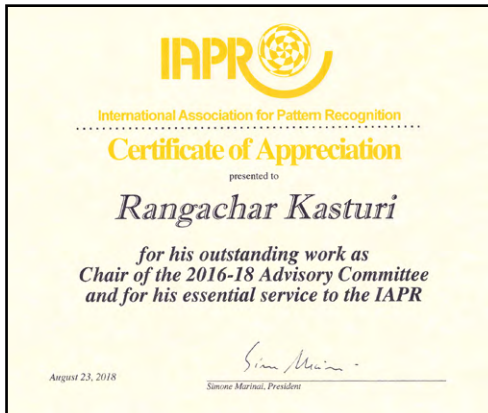 IAPR
International Association for Pattern Recognition
Certificate of Appreciation
presented to
Rangachar Kasturi
for his outstanding work as
Chair of the 2016-18 Advisory Committee
and for his essential service to the IAPR
August 23, 2018
Simone Marinai, President